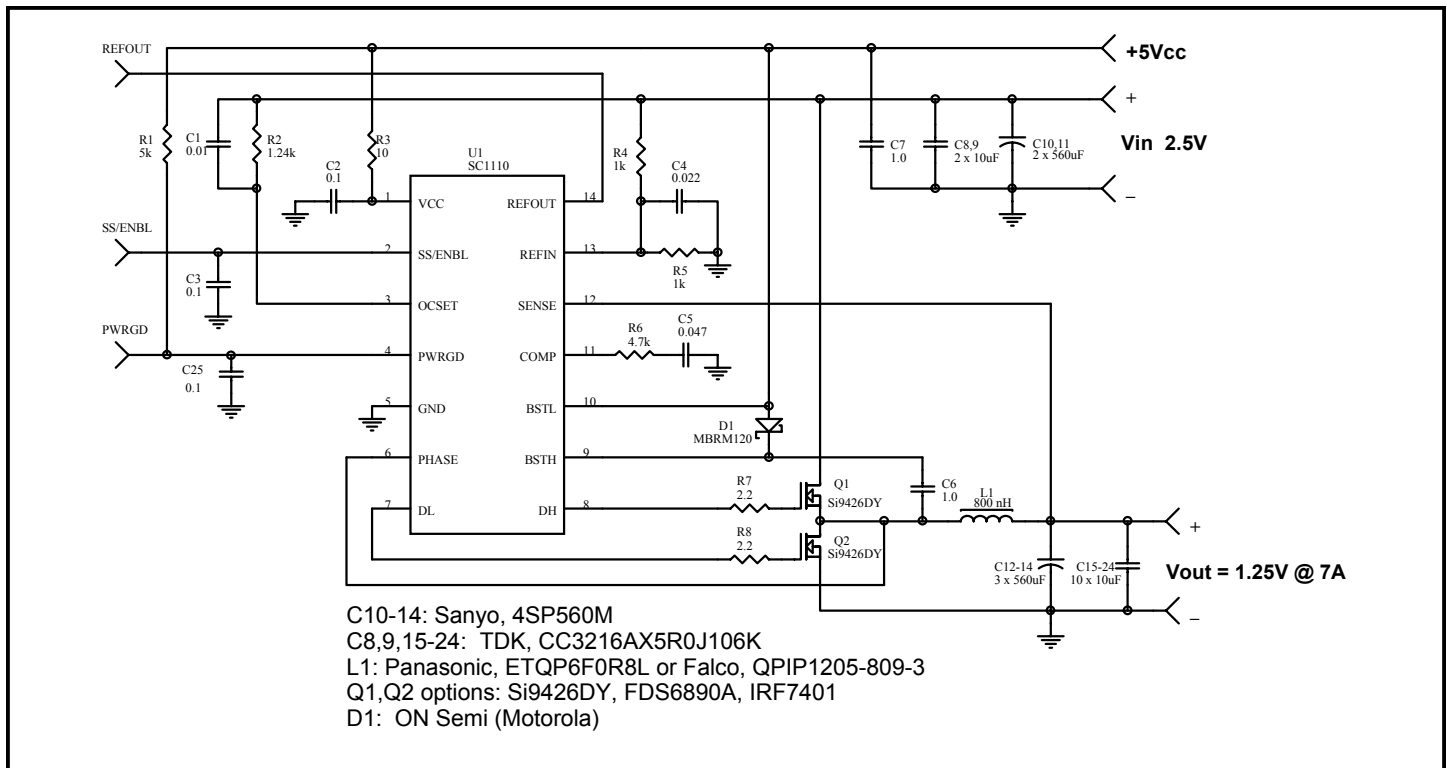 REFOUT
+5Vcc
+
R1
5k
C1
0.01
R2
1.24k
R3
10
R4
1k
C7
1.0
C8,9
2 x 10uF
C10,11
2 x 560uF
Vin 2.5V
C2
0.1
U1
SC1110
C4
0.022
1
VCC
REFOUT
14
_
SS/ENBL
2
SS/ENBL
REFIN
13
R5
1k
C3
0.1
3
OCSET
SENSE
12
PWRGD
R6
4.7k
C5
0.047
4
PWRGD
COMP
11
C25
0.1
5
GND
BSTL
10
D1
MBRM120
6
PHASE
BSTH
9
R7
2.2
Q1
Si9426DY
C6
1.0
L1
800 nH
7
DL
DH
8
R8
2.2
Q2
Si9426DY
+
C12-14
3 x 560uF
C15-24
10 x 10uF
Vout = 1.25V @ 7A
_
C10-14: Sanyo, 4SP560M
C8,9,15-24: TDK, CC3216AX5R0J106K
L1: Panasonic, ETQP6F0R8L or Falco, QPIP1205-809-3
Q1,Q2 options: Si9426DY, FDS6890A, IRF7401
D1: ON Semi (Motorola)